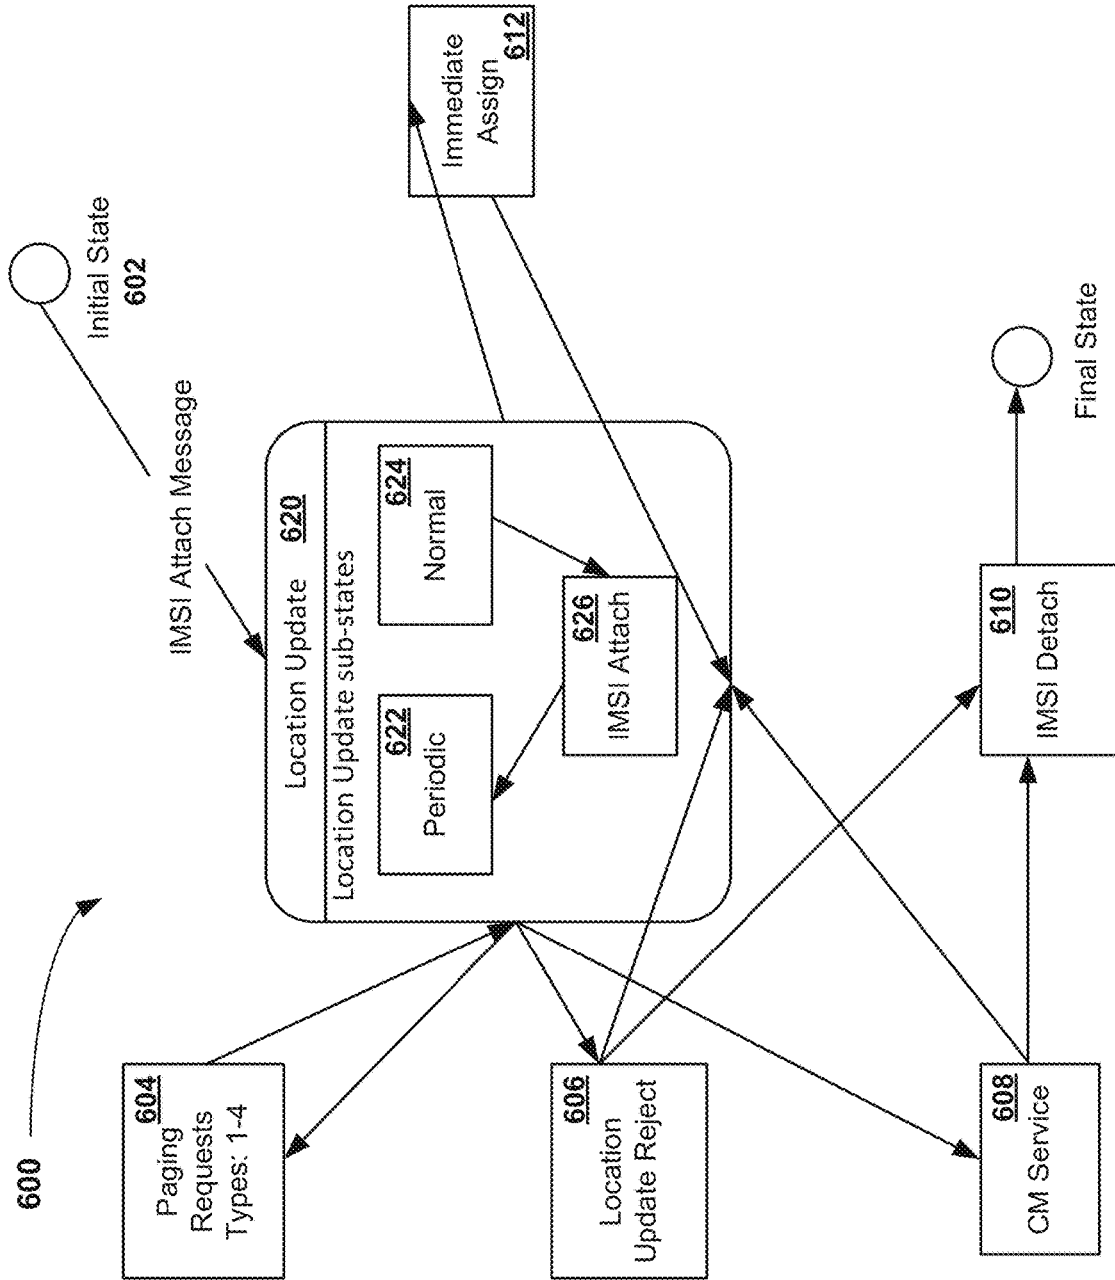 600
Initial State
602
IMSI Attach Message
604
Paging
Requests
Types: 1-4
Location Update 620
Location Update sub-states
622
Periodic
624
Normal
626
IMSI Attach
Immediate
Assign
612
606
Location
Update Reject
608
CM Service
610
IMSI Detach
Final State